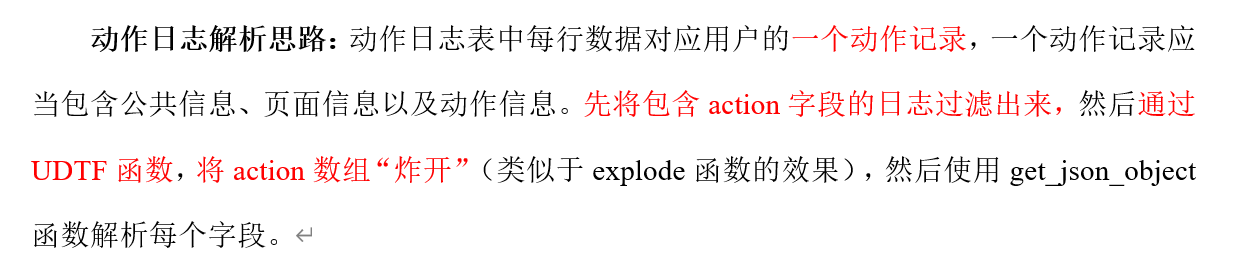 动作日志解析思路：动作日志表中每行数据对应用户的一个动作记录，一个动作记录应
当包含公共信息、页面信息以及动作信息。先将包含 action 字段的日志过滤出来，然后通过
UDTF 函数，将 action 数组“炸开”（类似于 explode 函数的效果），然后使用 get_json_object
函数解析每个字段。↵